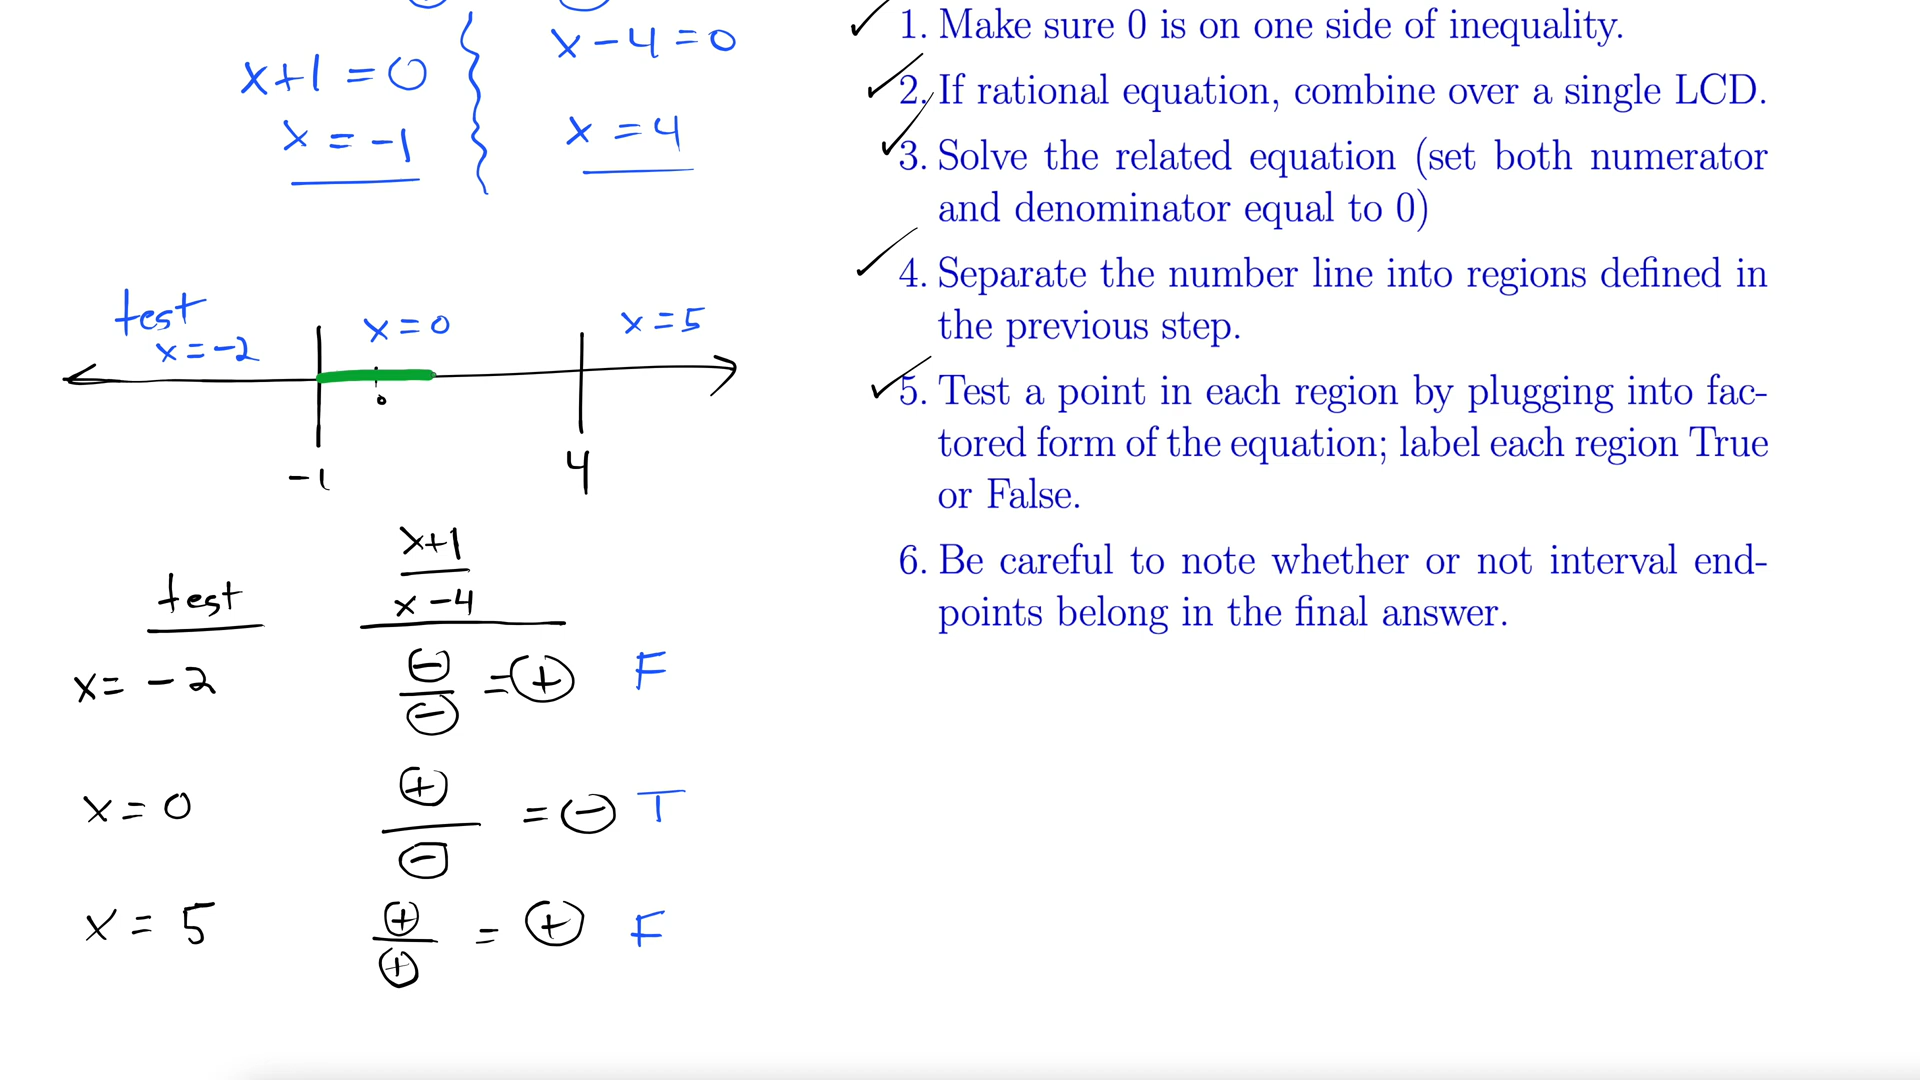 x+1 = 0
x = -1
x - 4 = 0
x = 4
test
x = -2
x = 0
x = 5
0
-1
4
test
x+1
x - 4
x = -2
- / - = + F
x = 0
+ / - = - T
x = 5
+ / + = + F
1. Make sure 0 is on one side of inequality.
2. If rational equation, combine over a single LCD.
3. Solve the related equation (set both numerator
and denominator equal to 0)
4. Separate the number line into regions defined in
the previous step.
5. Test a point in each region by plugging into fac-
tored form of the equation; label each region True
or False.
6. Be careful to note whether or not interval end-
points belong in the final answer.